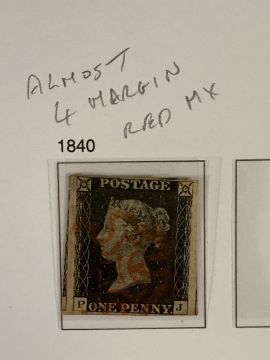 ALMOST
4 MARGIN
RED MX
1840
POSTAGE
P ONE PENNY J